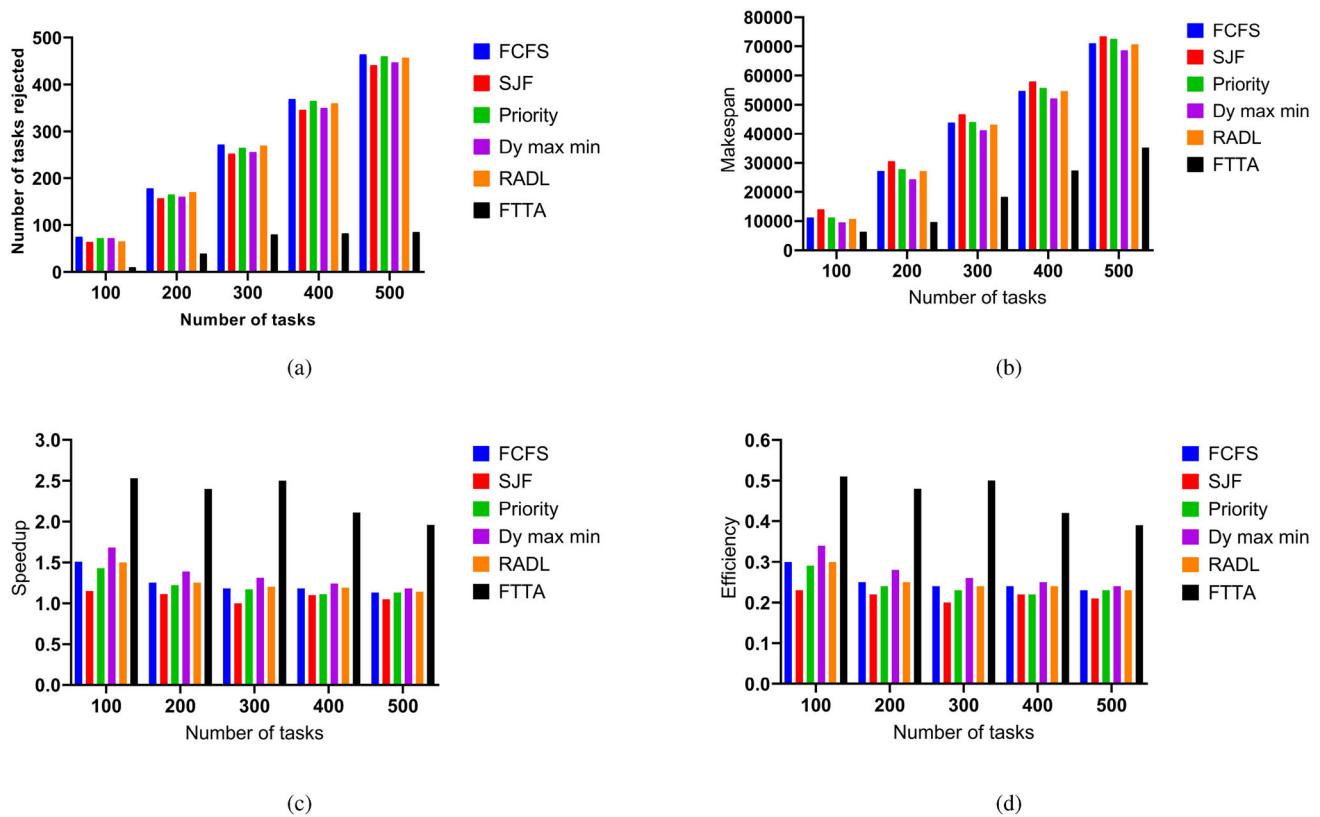 Number of tasks rejected
500
400
300
200
100
0
100 200 300 400 500
Number of tasks
FCFS
SJF
Priority
Dy max min
RADL
FTTA
(a)
Makespan
80000
70000
60000
50000
40000
30000
20000
10000
0
100 200 300 400 500
Number of tasks
FCFS
SJF
Priority
Dy max min
RADL
FTTA
(b)
Speedup
3.0
2.5
2.0
1.5
1.0
0.5
0.0
100 200 300 400 500
Number of tasks
FCFS
SJF
Priority
Dy max min
RADL
FTTA
(c)
Efficiency
0.6
0.5
0.4
0.3
0.2
0.1
0.0
100 200 300 400 500
Number of tasks
FCFS
SJF
Priority
Dy max min
RADL
FTTA
(d)